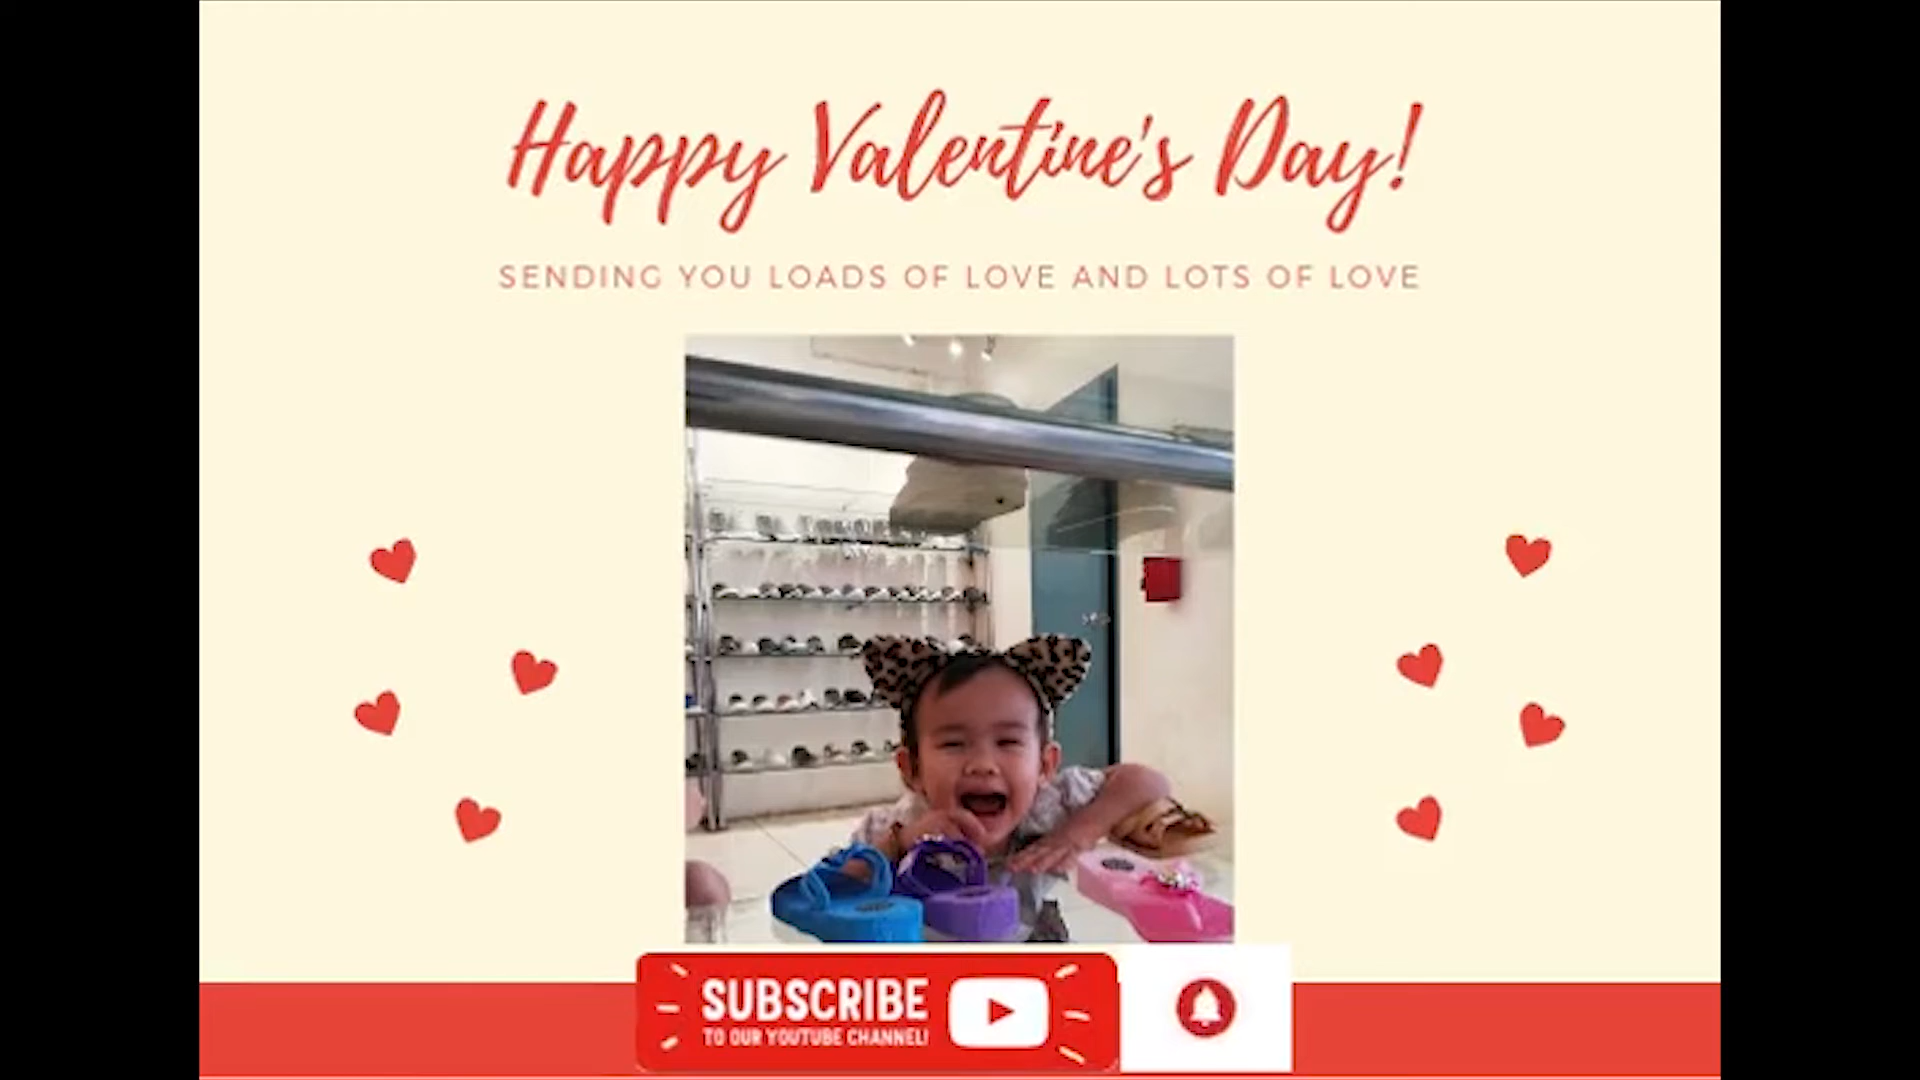 Happy Valentine's Day!
SENDING YOU LOADS OF LOVE AND LOTS OF LOVE
SUBSCRIBE
TO OUR YOUTUBE CHANNEL!